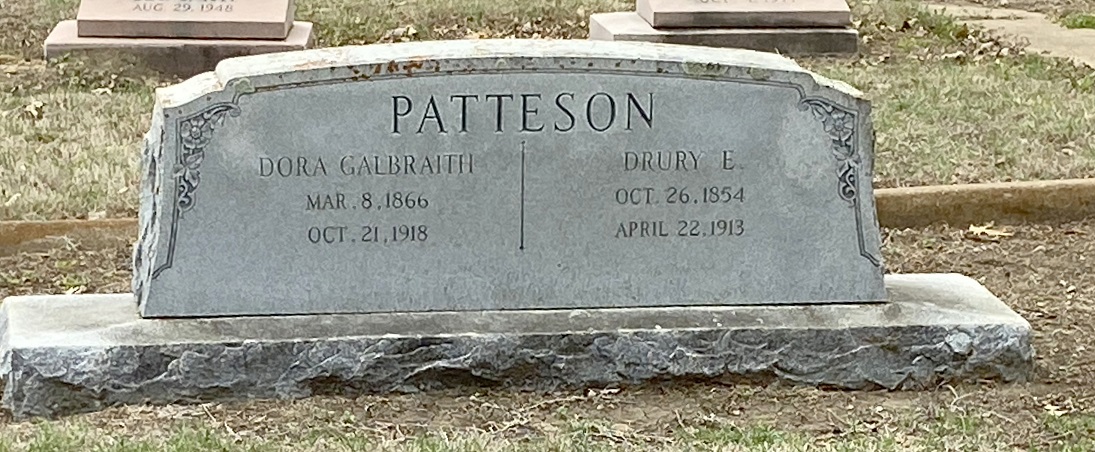 AUG. 29, 1948
PATTESON
DORA GALBRAITH
MAR. 8, 1866
OCT. 21, 1918
DRURY E.
OCT. 26, 1854
APRIL 22, 1913